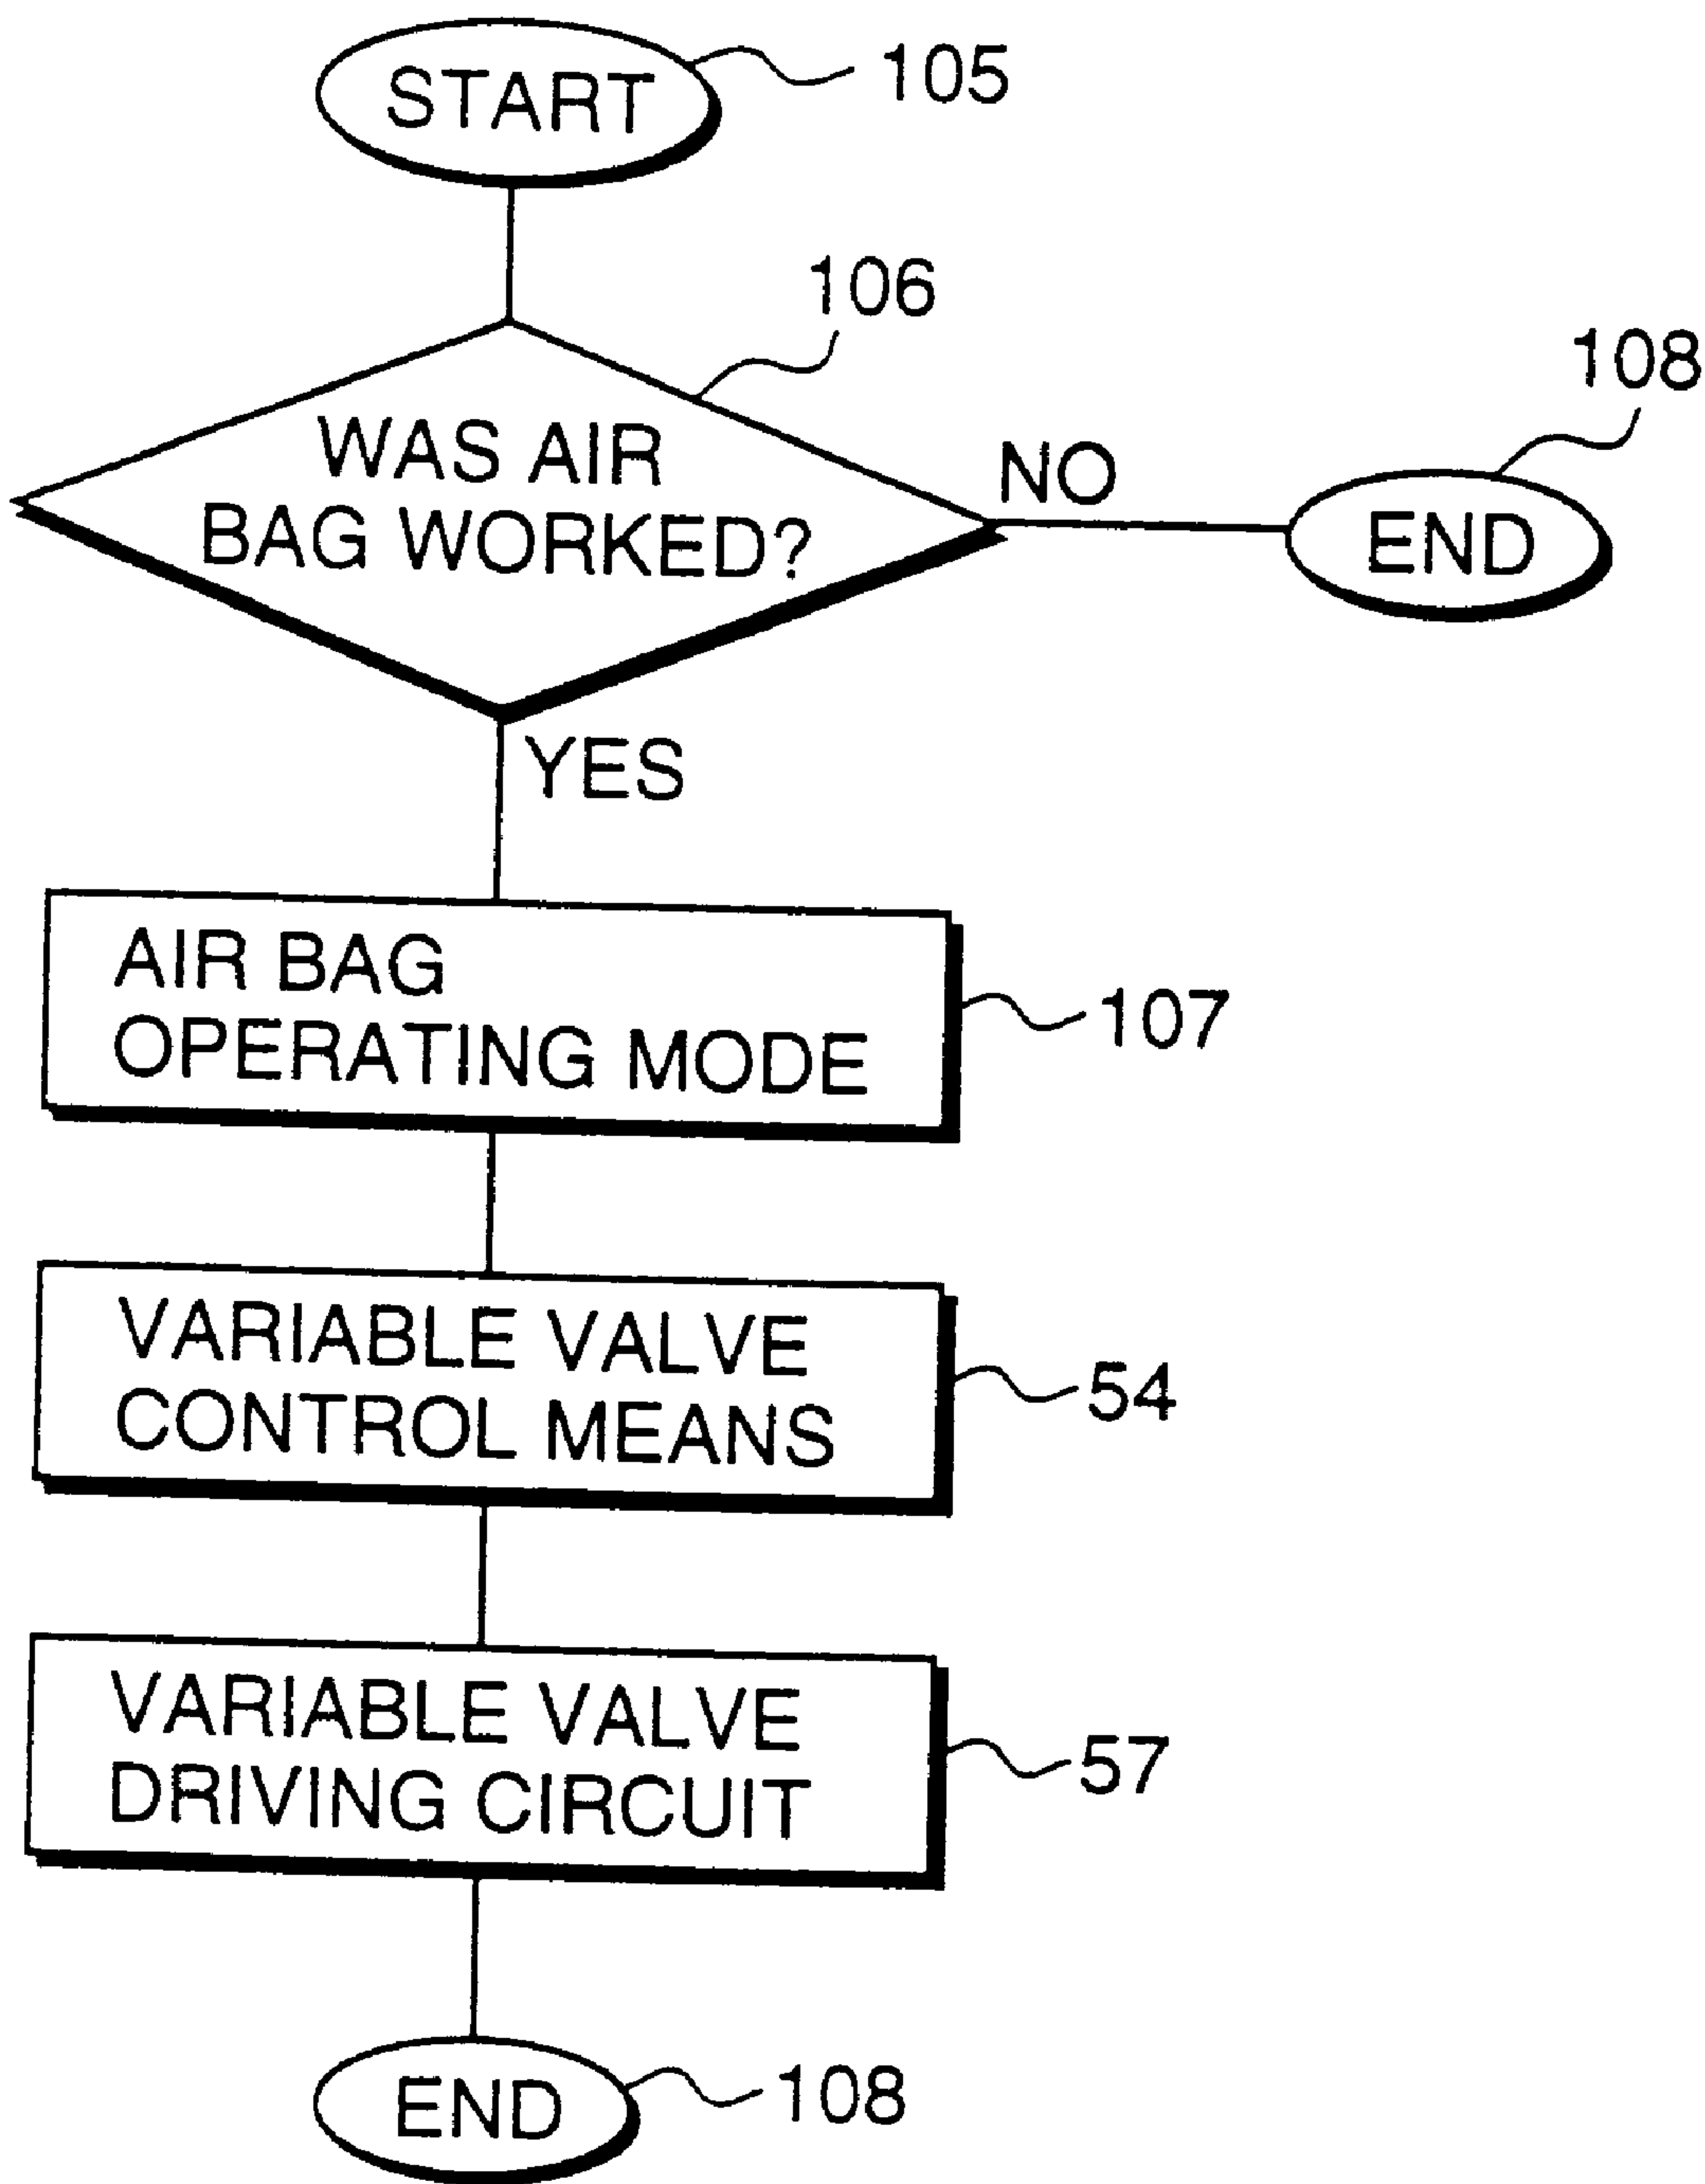 START
105
106
WAS AIR
BAG WORKED?
NO
108
END
YES
AIR BAG
OPERATING MODE
107
VARIABLE VALVE
CONTROL MEANS
54
VARIABLE VALVE
DRIVING CIRCUIT
57
END
108